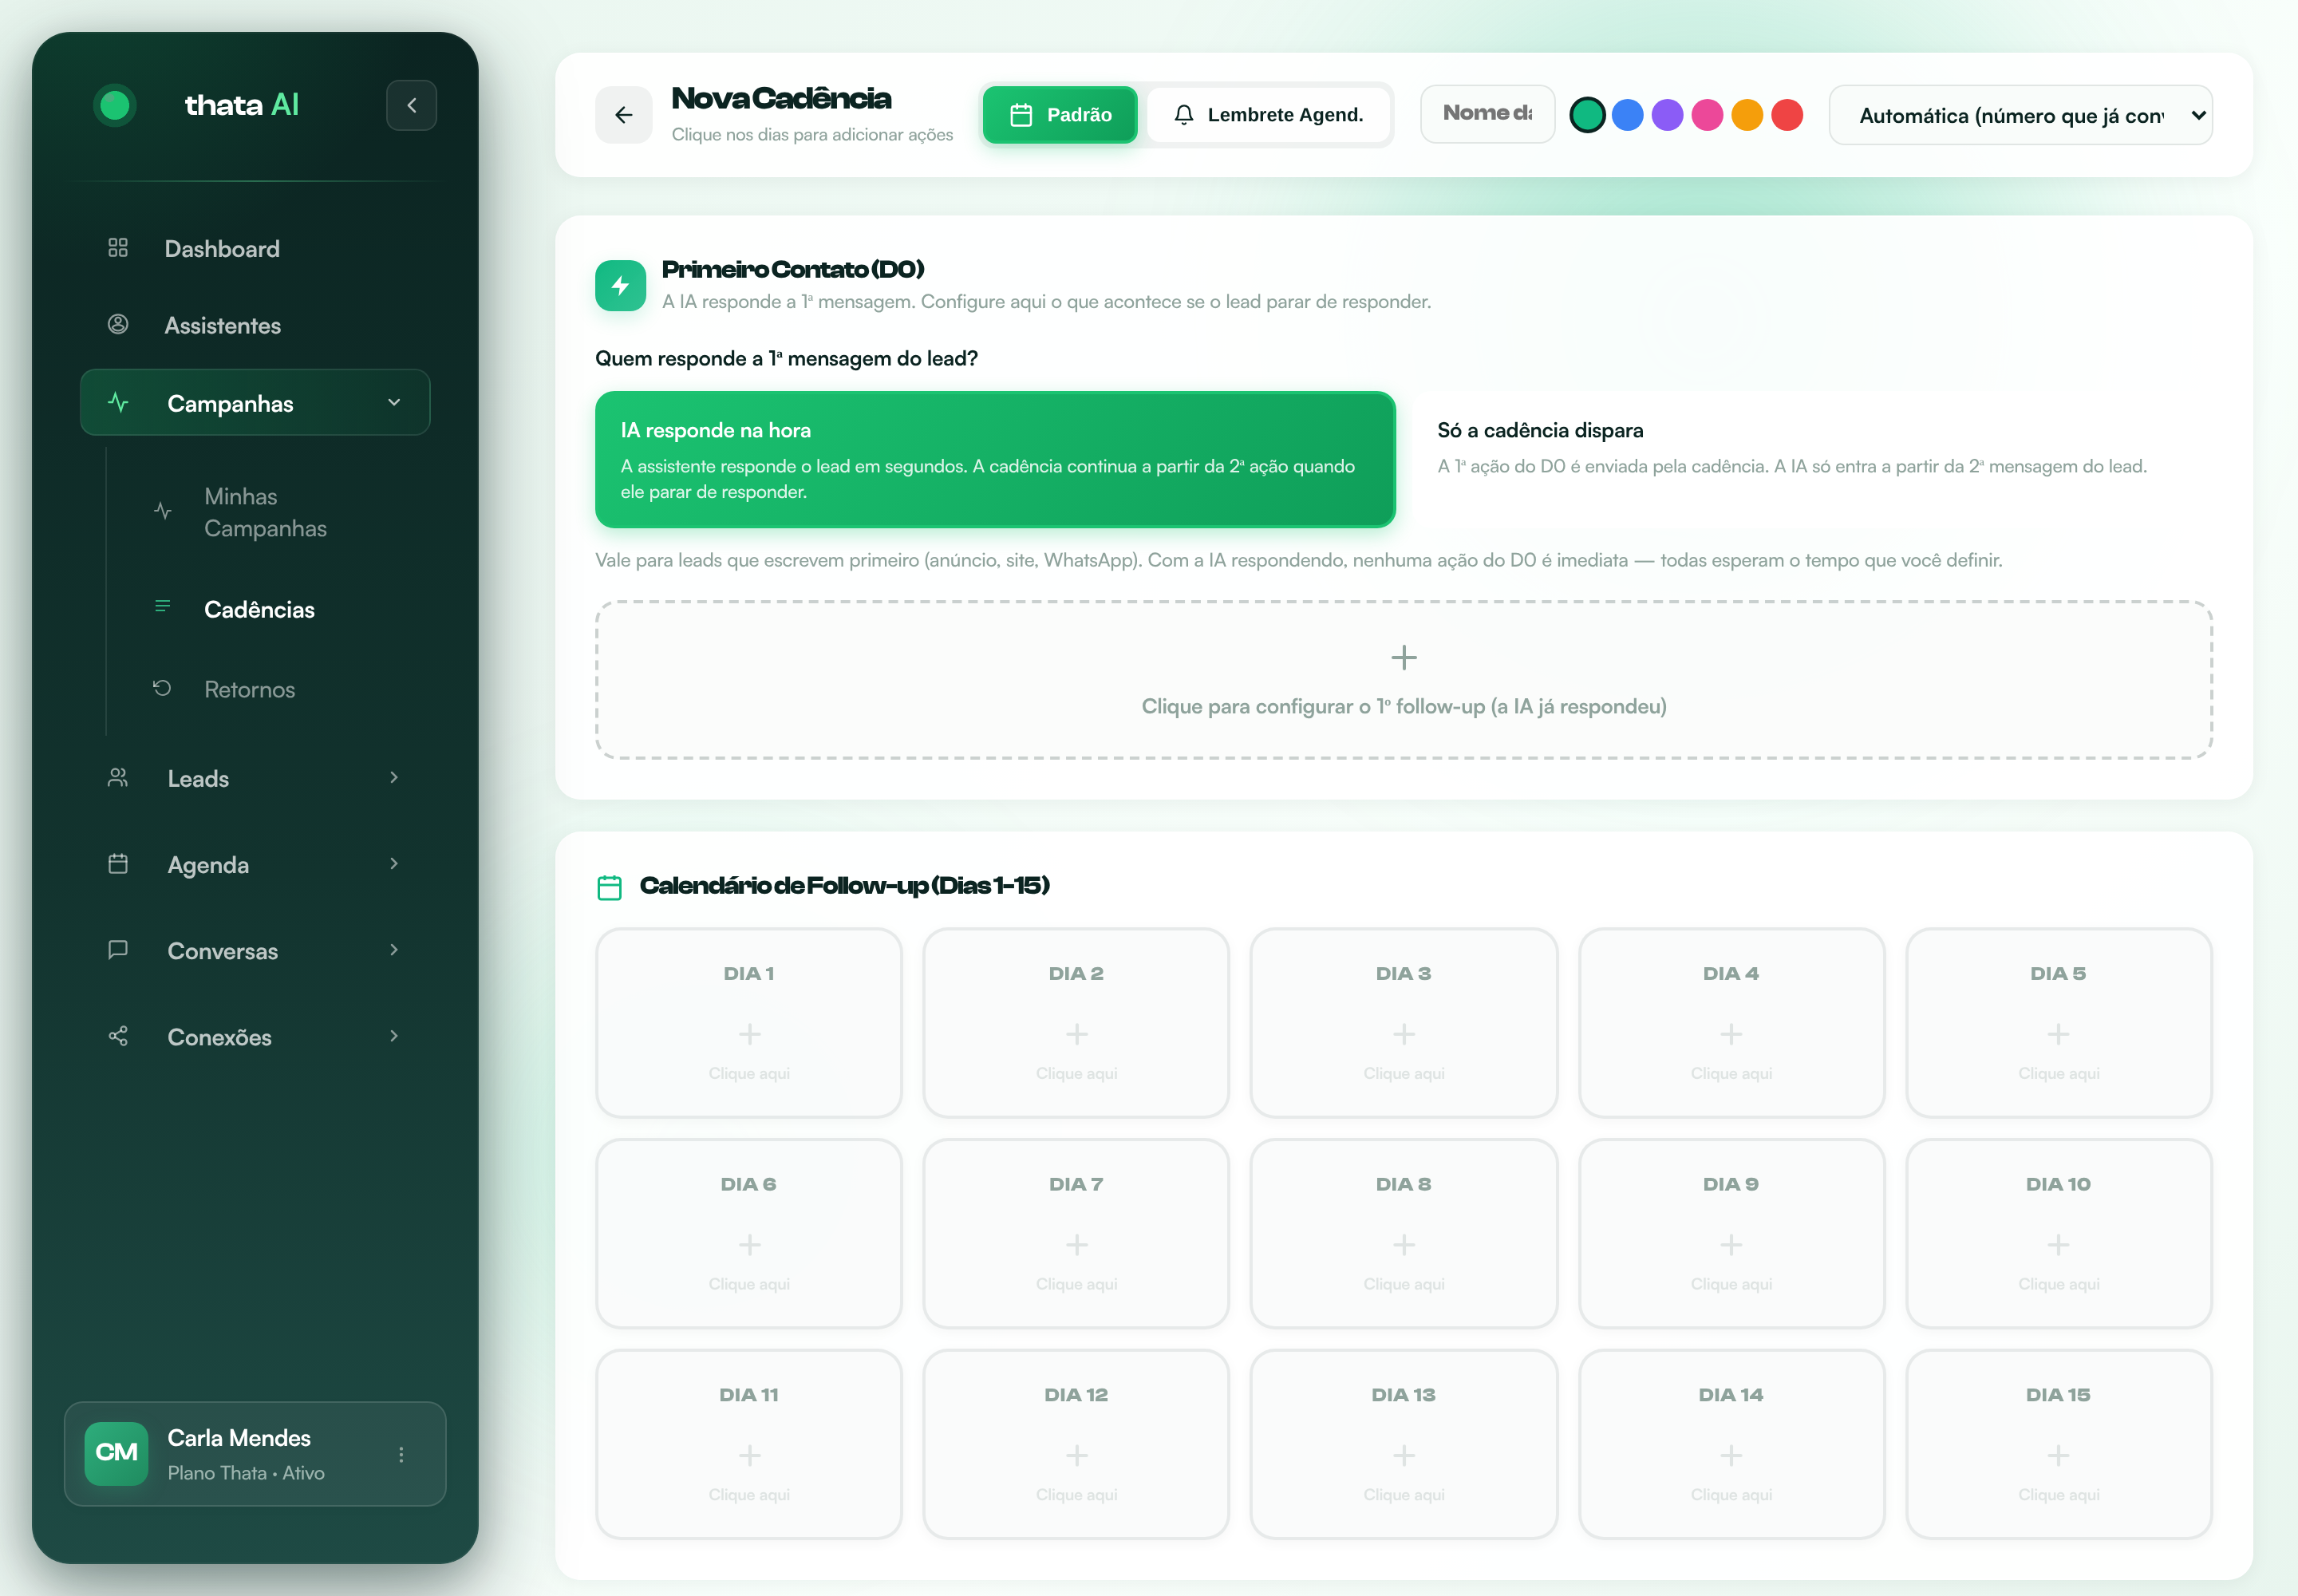 thata AI
Dashboard
Assistentes
Campanhas
Minhas
Campanhas
Cadências
Retornos
Leads
Agenda
Conversas
Conexões
CM
Carla Mendes
Plano Thata • Ativo
Nova Cadência
Clique nos dias para adicionar ações
Padrão
Lembrete Agend.
Nome da
Automática (número que já con
Primeiro Contato (D0)
A IA responde a 1ª mensagem. Configure aqui o que acontece se o lead parar de responder.
Quem responde a 1ª mensagem do lead?
IA responde na hora
A assistente responde o lead em segundos. A cadência continua a partir da 2ª ação quando
ele parar de responder.
Só a cadência dispara
A 1ª ação do D0 é enviada pela cadência. A IA só entra a partir da 2ª mensagem do lead.
Vale para leads que escrevem primeiro (anúncio, site, WhatsApp). Com a IA respondendo, nenhuma ação do D0 é imediata — todas esperam o tempo que você definir.
Clique para configurar o 1º follow-up (a IA já respondeu)
Calendário de Follow-up (Dias 1-15)
DIA 1
Clique aqui
DIA 2
Clique aqui
DIA 3
Clique aqui
DIA 4
Clique aqui
DIA 5
Clique aqui
DIA 6
Clique aqui
DIA 7
Clique aqui
DIA 8
Clique aqui
DIA 9
Clique aqui
DIA 10
Clique aqui
DIA 11
Clique aqui
DIA 12
Clique aqui
DIA 13
Clique aqui
DIA 14
Clique aqui
DIA 15
Clique aqui